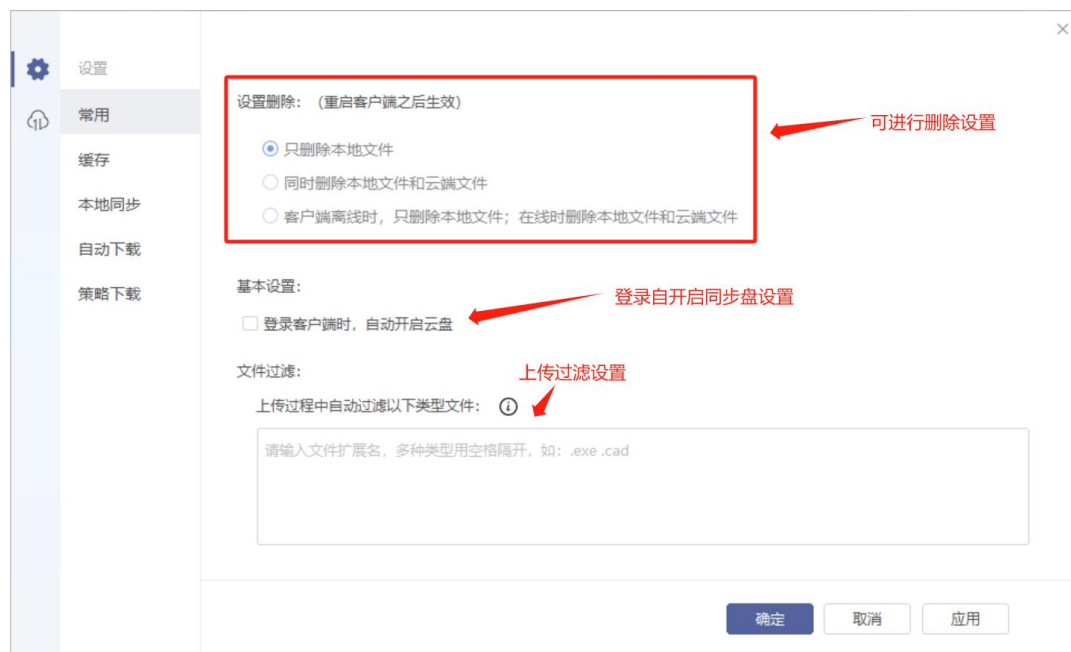 设置
常用
缓存
本地同步
自动下载
策略下载
设置删除：（重启客户端之后生效）
只删除本地文件
同时删除本地文件和云端文件
客户端离线时，只删除本地文件；在线时删除本地文件和云端文件
可进行删除设置
基本设置：
登录客户端时，自动开启云盘
登录自开启同步盘设置
文件过滤：
上传过滤设置
上传过程中自动过滤以下类型文件：
请输入文件扩展名，多种类型用空格隔开，如：.exe .cad
确定
取消
应用